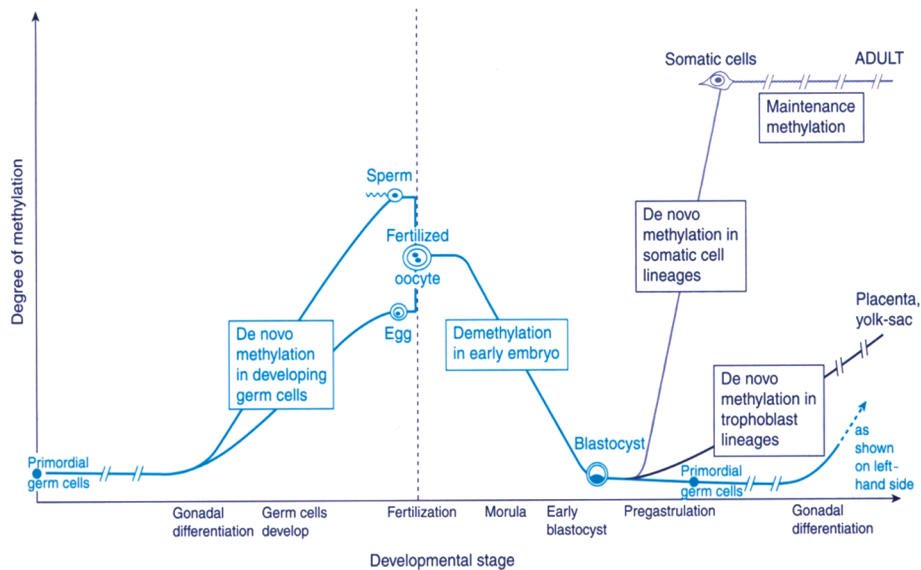 Degree of methylation
Somatic cells
ADULT
Maintenance
methylation
Sperm
Fertilized
oocyte
Egg
De novo
methylation in
somatic cell
lineages
Placenta,
yolk-sac
De novo
methylation
in developing
germ cells
Demethylation
in early embryo
De novo
methylation in
trophoblast
lineages
as
shown
on left-
hand side
Blastocyst
Primordial
germ cells
Primordial
germ cells
Gonadal
differentiation
Germ cells
develop
Fertilization
Morula
Early
blastocyst
Pregastrulation
Gonadal
differentiation
Developmental stage